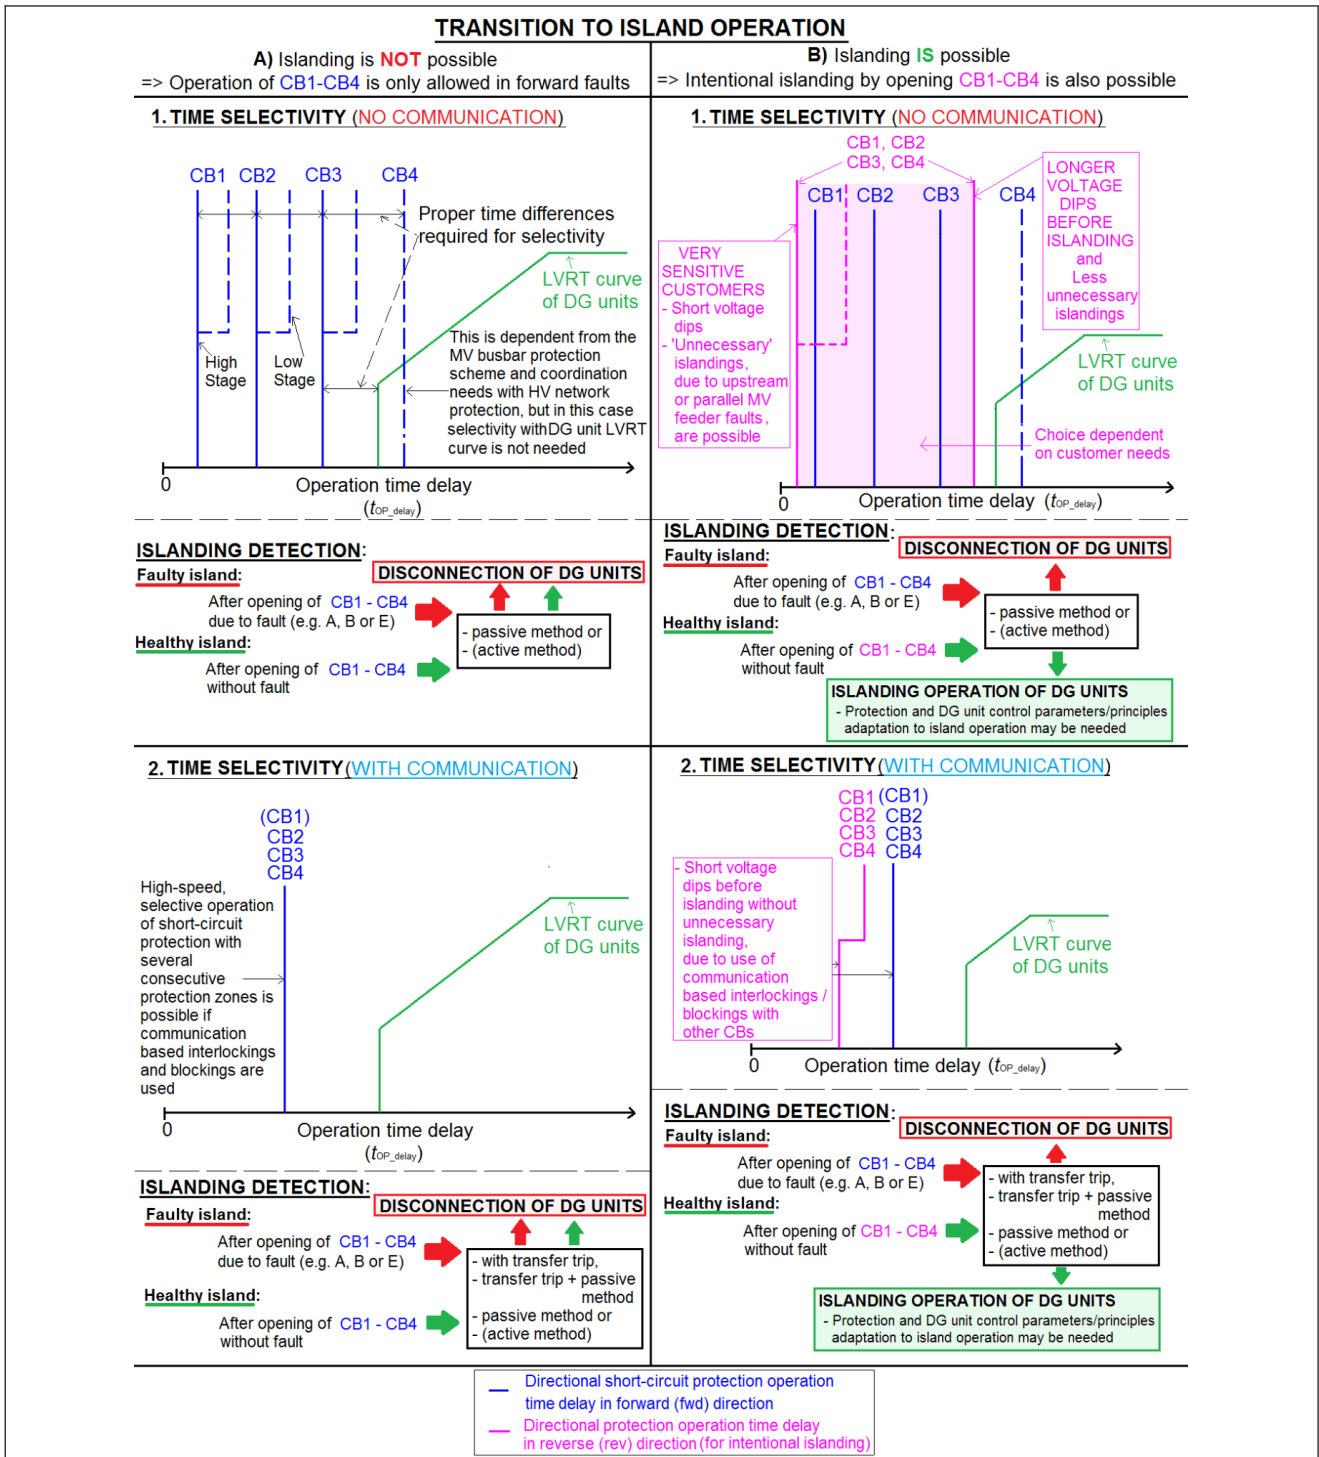 TRANSITION TO ISLAND OPERATION
A) Islanding is NOT possible
=> Operation of CB1-CB4 is only allowed in forward faults
B) Islanding IS possible
=> Intentional islanding by opening CB1-CB4 is also possible
1. TIME SELECTIVITY (NO COMMUNICATION)
CB1 CB2 CB3 CB4
Proper time differences
required for selectivity
LVRT curve
of DG units
High
Stage
Low
Stage
This is dependent from the
MV busbar protection
scheme and coordination
needs with HV network
protection, but in this case
selectivity with DG unit LVRT
curve is not needed
0
Operation time delay
(tOP_delay)
ISLANDING DETECTION:
Faulty island:
DISCONNECTION OF DG UNITS
After opening of CB1 - CB4
due to fault (e.g. A, B or E)
- passive method or
- (active method)
Healthy island:
After opening of CB1 - CB4
without fault
1. TIME SELECTIVITY (NO COMMUNICATION)
CB1, CB2
CB3, CB4
CB1 CB2 CB3 CB4
LONGER
VOLTAGE
DIPS
BEFORE
ISLANDING
and
Less
unnecessary
islandings
VERY
SENSITIVE
CUSTOMERS
- Short voltage
dips
- 'Unnecessary'
islandings,
due to upstream
or parallel MV
feeder faults,
are possible
LVRT curve
of DG units
Choice dependent
on customer needs
0
Operation time delay (tOP_delay)
ISLANDING DETECTION:
Faulty island:
DISCONNECTION OF DG UNITS
After opening of CB1 - CB4
due to fault (e.g. A, B or E)
- passive method or
- (active method)
Healthy island:
After opening of CB1 - CB4
without fault
ISLANDING OPERATION OF DG UNITS
- Protection and DG unit control parameters/principles
adaptation to island operation may be needed
2. TIME SELECTIVITY (WITH COMMUNICATION)
(CB1)
CB2
CB3
CB4
High-speed,
selective operation
of short-circuit
protection with
several
consecutive
protection zones is
possible if
communication
based interlockings
and blockings are
used
LVRT curve
of DG units
0
Operation time delay
(tOP_delay)
ISLANDING DETECTION:
Faulty island:
DISCONNECTION OF DG UNITS
After opening of CB1 - CB4
due to fault (e.g. A, B or E)
- with transfer trip,
- transfer trip + passive
method
- passive method or
- (active method)
Healthy island:
After opening of CB1 - CB4
without fault
2. TIME SELECTIVITY (WITH COMMUNICATION)
CB1 (CB1)
CB2 CB2
CB3 CB3
CB4 CB4
- Short voltage
dips before
islanding without
unnecessary
islanding,
due to use of
communication
based interlockings /
blockings with
other CBs
LVRT curve
of DG units
0
Operation time delay (tOP_delay)
ISLANDING DETECTION:
Faulty island:
DISCONNECTION OF DG UNITS
After opening of CB1 - CB4
due to fault (e.g. A, B or E)
- with transfer trip,
- transfer trip + passive
method
- passive method or
- (active method)
Healthy island:
After opening of CB1 - CB4
without fault
ISLANDING OPERATION OF DG UNITS
- Protection and DG unit control parameters/principles
adaptation to island operation may be needed
Directional short-circuit protection operation
time delay in forward (fwd) direction
Directional protection operation time delay
in reverse (rev) direction (for intentional islanding)